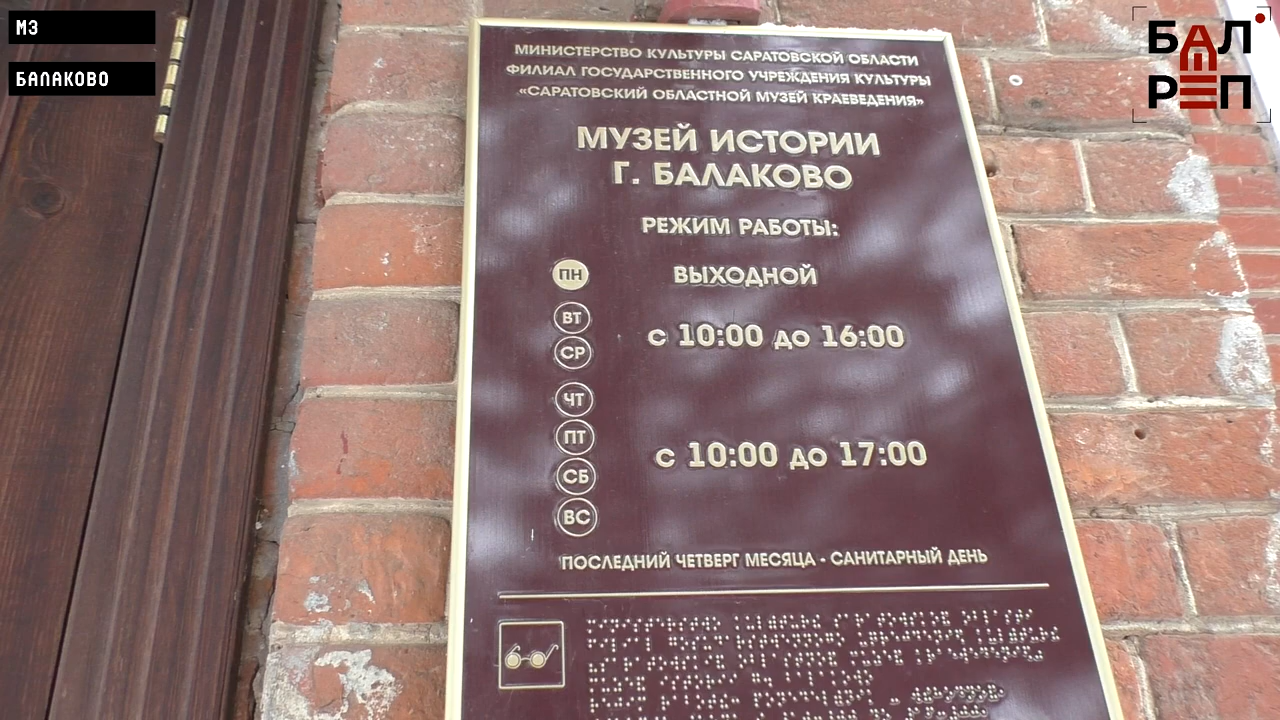 МЗ
БАЛАКОВО
БАЛ
РЕП
МИНИСТЕРСТВО КУЛЬТУРЫ САРАТОВСКОЙ ОБЛАСТИ
ФИЛИАЛ ГОСУДАРСТВЕННОГО УЧРЕЖДЕНИЯ КУЛЬТУРЫ
«САРАТОВСКИЙ ОБЛАСТНОЙ МУЗЕЙ КРАЕВЕДЕНИЯ»
МУЗЕЙ ИСТОРИИ
Г. БАЛАКОВО
РЕЖИМ РАБОТЫ:
ПН ВЫХОДНОЙ
ВТ
СР
с 10:00 до 16:00
ЧТ
ПТ
СБ
ВС
с 10:00 до 17:00
ПОСЛЕДНИЙ ЧЕТВЕРГ МЕСЯЦА - САНИТАРНЫЙ ДЕНЬ